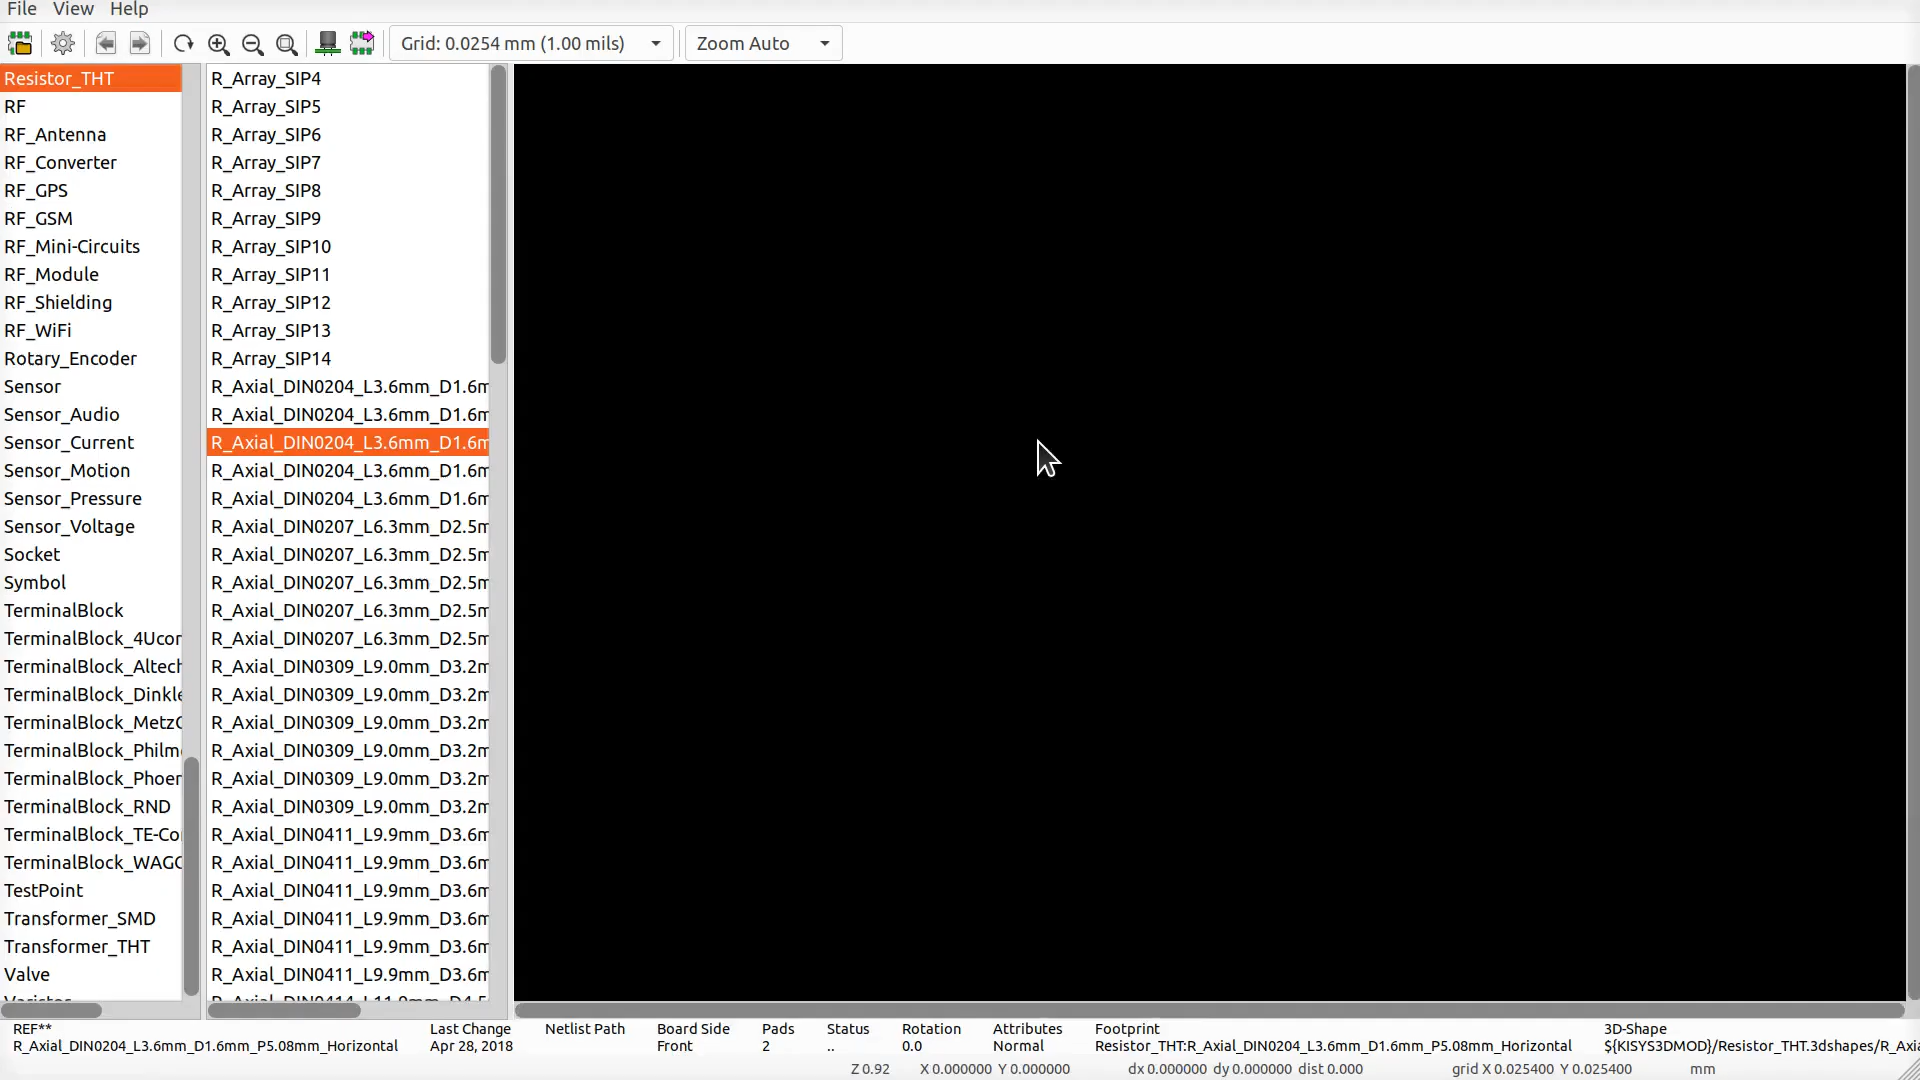 File View Help
Grid: 0.0254 mm (1.00 mils)
Zoom Auto
Resistor_THT
RF
RF_Antenna
RF_Converter
RF_GPS
RF_GSM
RF_Mini-Circuits
RF_Module
RF_Shielding
RF_WiFi
Rotary_Encoder
Sensor
Sensor_Audio
Sensor_Current
Sensor_Motion
Sensor_Pressure
Sensor_Voltage
Socket
Symbol
TerminalBlock
TerminalBlock_4Ucor
TerminalBlock_Altech
TerminalBlock_Dinkle
TerminalBlock_MetzC
TerminalBlock_Philm
TerminalBlock_Phoer
TerminalBlock_RND
TerminalBlock_TE-Co
TerminalBlock_WAGC
TestPoint
Transformer_SMD
Transformer_THT
Valve
Varistor
R_Array_SIP4
R_Array_SIP5
R_Array_SIP6
R_Array_SIP7
R_Array_SIP8
R_Array_SIP9
R_Array_SIP10
R_Array_SIP11
R_Array_SIP12
R_Array_SIP13
R_Array_SIP14
R_Axial_DIN0204_L3.6mm_D1.6m
R_Axial_DIN0204_L3.6mm_D1.6m
R_Axial_DIN0204_L3.6mm_D1.6m
R_Axial_DIN0204_L3.6mm_D1.6m
R_Axial_DIN0204_L3.6mm_D1.6m
R_Axial_DIN0207_L6.3mm_D2.5m
R_Axial_DIN0207_L6.3mm_D2.5m
R_Axial_DIN0207_L6.3mm_D2.5m
R_Axial_DIN0207_L6.3mm_D2.5m
R_Axial_DIN0207_L6.3mm_D2.5m
R_Axial_DIN0309_L9.0mm_D3.2m
R_Axial_DIN0309_L9.0mm_D3.2m
R_Axial_DIN0309_L9.0mm_D3.2m
R_Axial_DIN0309_L9.0mm_D3.2m
R_Axial_DIN0309_L9.0mm_D3.2m
R_Axial_DIN0309_L9.0mm_D3.2m
R_Axial_DIN0411_L9.9mm_D3.6m
R_Axial_DIN0411_L9.9mm_D3.6m
R_Axial_DIN0411_L9.9mm_D3.6m
R_Axial_DIN0411_L9.9mm_D3.6m
R_Axial_DIN0411_L9.9mm_D3.6m
R_Axial_DIN0411_L9.9mm_D3.6m
R_Axial_DIN0414_L11.9mm_D4.5
REF** Last Change Netlist Path Board Side Pads Status Rotation Attributes Footprint 3D-Shape
R_Axial_DIN0204_L3.6mm_D1.6mm_P5.08mm_Horizontal Apr 28, 2018 Front 2 .. 0.0 Normal Resistor_THT:R_Axial_DIN0204_L3.6mm_D1.6mm_P5.08mm_Horizontal ${KISYS3DMOD}/Resistor_THT.3dshapes/R_Axia
Z 0.92 X 0.000000 Y 0.000000 dx 0.000000 dy 0.000000 dist 0.000 grid X 0.025400 Y 0.025400 mm